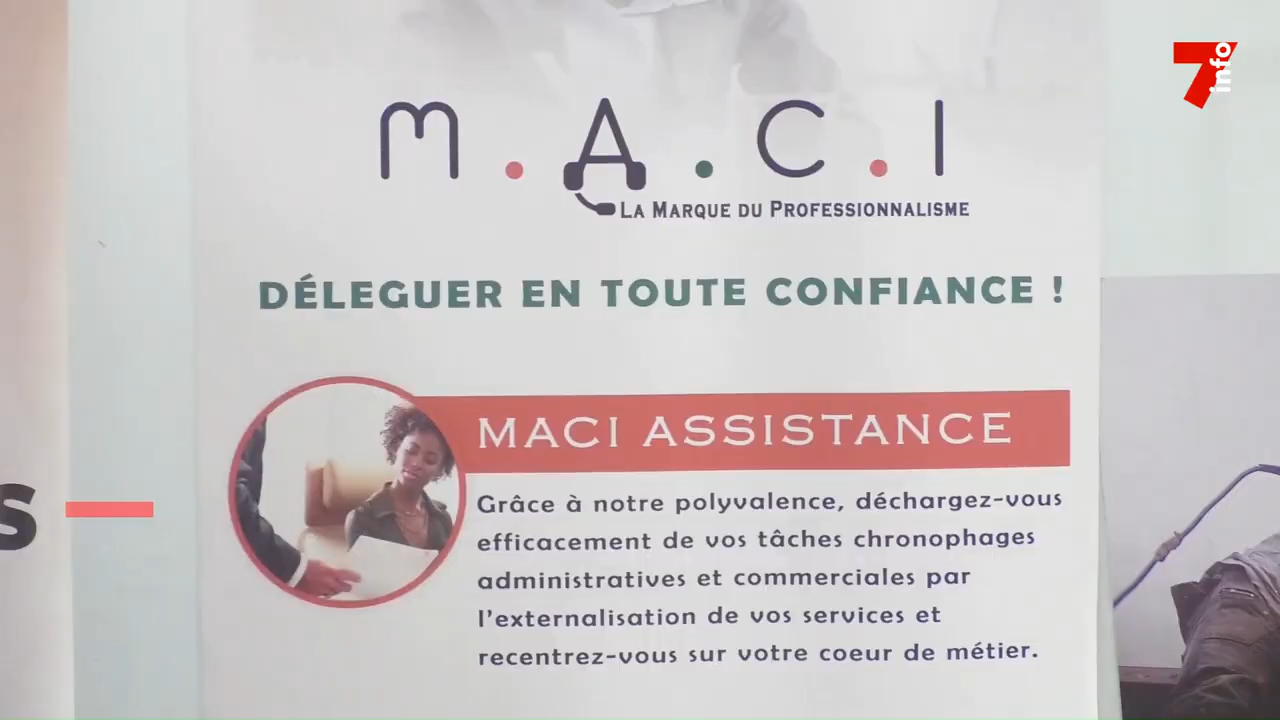 7info
M.A.C.I
LA MARQUE DU PROFESSIONNALISME
DÉLEGUER EN TOUTE CONFIANCE !
MACI ASSISTANCE
Grâce à notre polyvalence, déchargez-vous
efficacement de vos tâches chronophages
administratives et commerciales par
l'externalisation de vos services et
recentrez-vous sur votre coeur de métier.
s